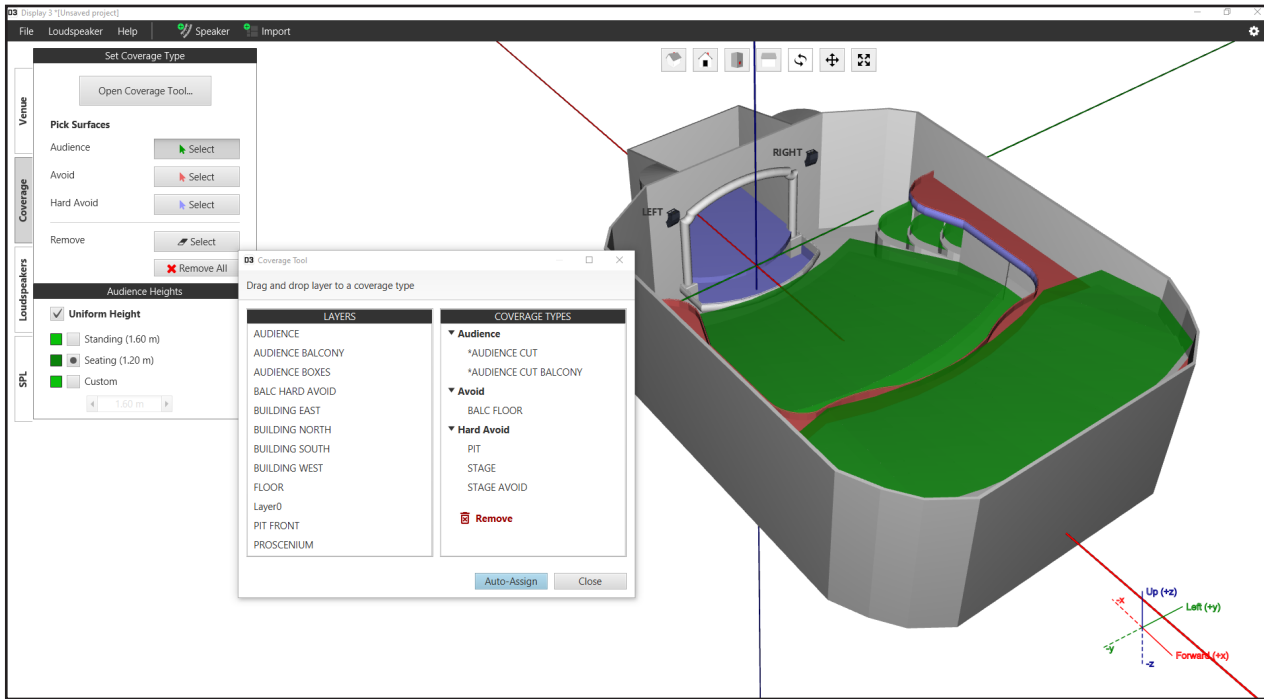 D3 Display 3 *[Unsaved project]
File Loudspeaker Help Speaker Import
Set Coverage Type
Open Coverage Tool...
Pick Surfaces
Audience Select
Avoid Select
Hard Avoid Select
Remove Select
Remove All
Audience Heights
Uniform Height
Standing (1.60 m)
Seating (1.20 m)
Custom
1.60 m
Venue
Coverage
Loudspeakers
SPL
D3 Coverage Tool
Drag and drop layer to a coverage type
LAYERS
AUDIENCE
AUDIENCE BALCONY
AUDIENCE BOXES
BALC HARD AVOID
BUILDING EAST
BUILDING NORTH
BUILDING SOUTH
BUILDING WEST
FLOOR
Layer0
PIT FRONT
PROSCENIUM
COVERAGE TYPES
Audience
*AUDIENCE CUT
*AUDIENCE CUT BALCONY
Avoid
BALC FLOOR
Hard Avoid
PIT
STAGE
STAGE AVOID
Remove
Auto-Assign Close
RIGHT
LEFT
Up (+z)
-x
Left (+y)
-y
Forward (+x)
-z